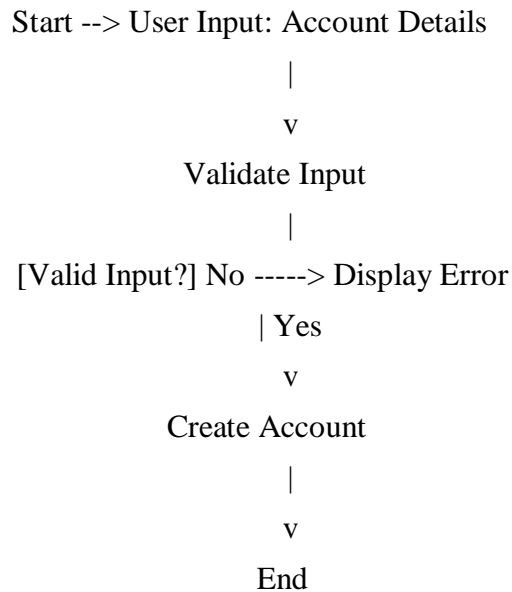 Start --> User Input: Account Details
|
v
Validate Input
|
[Valid Input?] No -----> Display Error
| Yes
v
Create Account
|
v
End